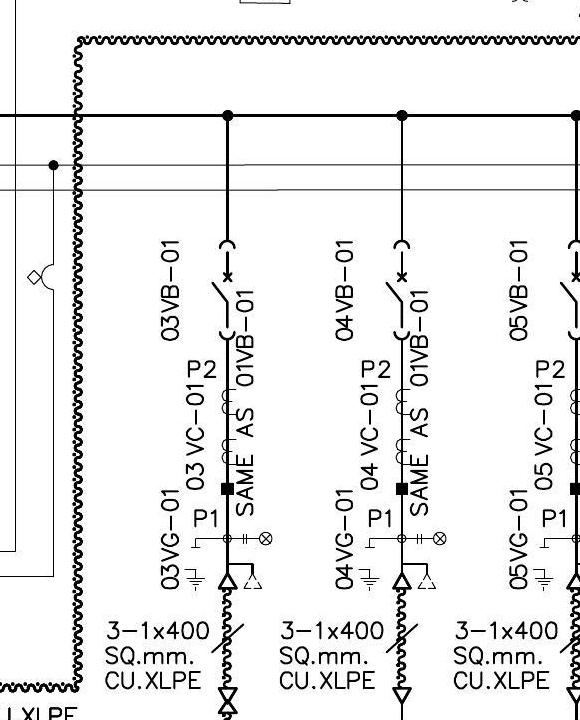 03VB-01
SAME AS 01VB-01
P2
03 VC-01
P1
03VG-01
3-1x400
SQ.mm.
CU.XLPE
04VB-01
SAME AS 01VB-01
P2
04 VC-01
P1
04VG-01
3-1x400
SQ.mm.
CU.XLPE
05VB-01
P2
05 VC-01
P1
05VG-01
3-1x400
SQ.mm.
CU.XLPE